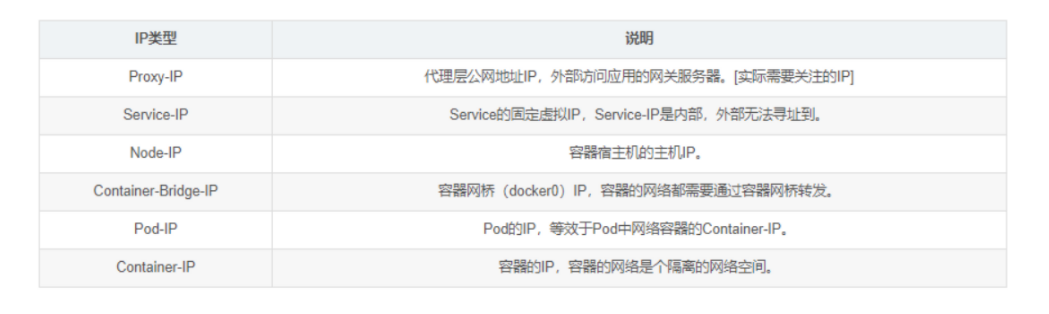 IP类型 说明
Proxy-IP 代理层公网地址IP，外部访问应用的网关服务器。[实际需要关注的IP]
Service-IP Service的固定虚拟IP，Service-IP是内部，外部无法寻址到。
Node-IP 容器宿主机的主机IP。
Container-Bridge-IP 容器网桥（docker0）IP，容器的网络都需要通过容器网桥转发。
Pod-IP Pod的IP，等效于Pod中网络容器的Container-IP。
Container-IP 容器的IP，容器的网络是个隔离的网络空间。